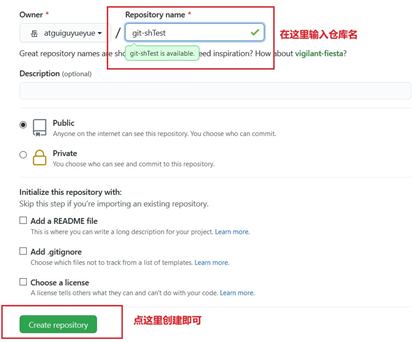 Owner * Repository name *
岳 atguiguyueyue / git-shTest
在这里输入仓库名
Great repository names are sho git-shTest is available. eed inspiration? How about vigilant-fiesta?
Description (optional)
Public
Anyone on the internet can see this repository. You choose who can commit.
Private
You choose who can see and commit to this repository.
Initialize this repository with:
Skip this step if you're importing an existing repository.
Add a README file
This is where you can write a long description for your project. Learn more.
Add .gitignore
Choose which files not to track from a list of templates. Learn more.
Choose a license
A license tells others what they can and can't do with your code. Learn more.
Create repository
点这里创建即可